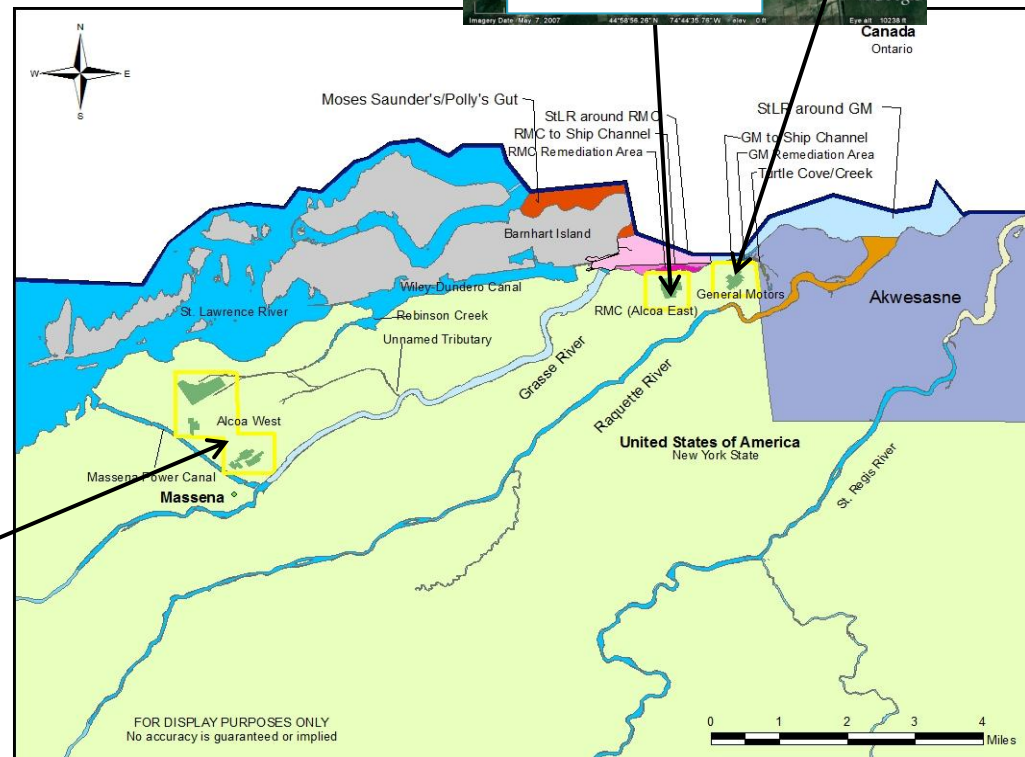 Imagery Date May 7, 2007 44°58'56.26" N 74°44'35.76" W elev 0 ft Eye alt 10238 ft
Canada
Ontario
N
W E
S
Moses Saunder's/Polly's Gut
StLR around RMC
RMC to Ship Channel
RMC Remediation Area
StLR around GM
GM to Ship Channel
GM Remediation Area
Turtle Cove/Creek
Barnhart Island
Wiley-Dundero Canal
St. Lawrence River
Robinson Creek
Unnamed Tributary
General Motors
RMC (Alcoa East)
Akwesasne
Grasse River
Raquette River
Alcoa West
United States of America
New York State
St. Regis River
Massena Power Canal
Massena
FOR DISPLAY PURPOSES ONLY
No accuracy is guaranteed or implied
0 1 2 3 4
Miles